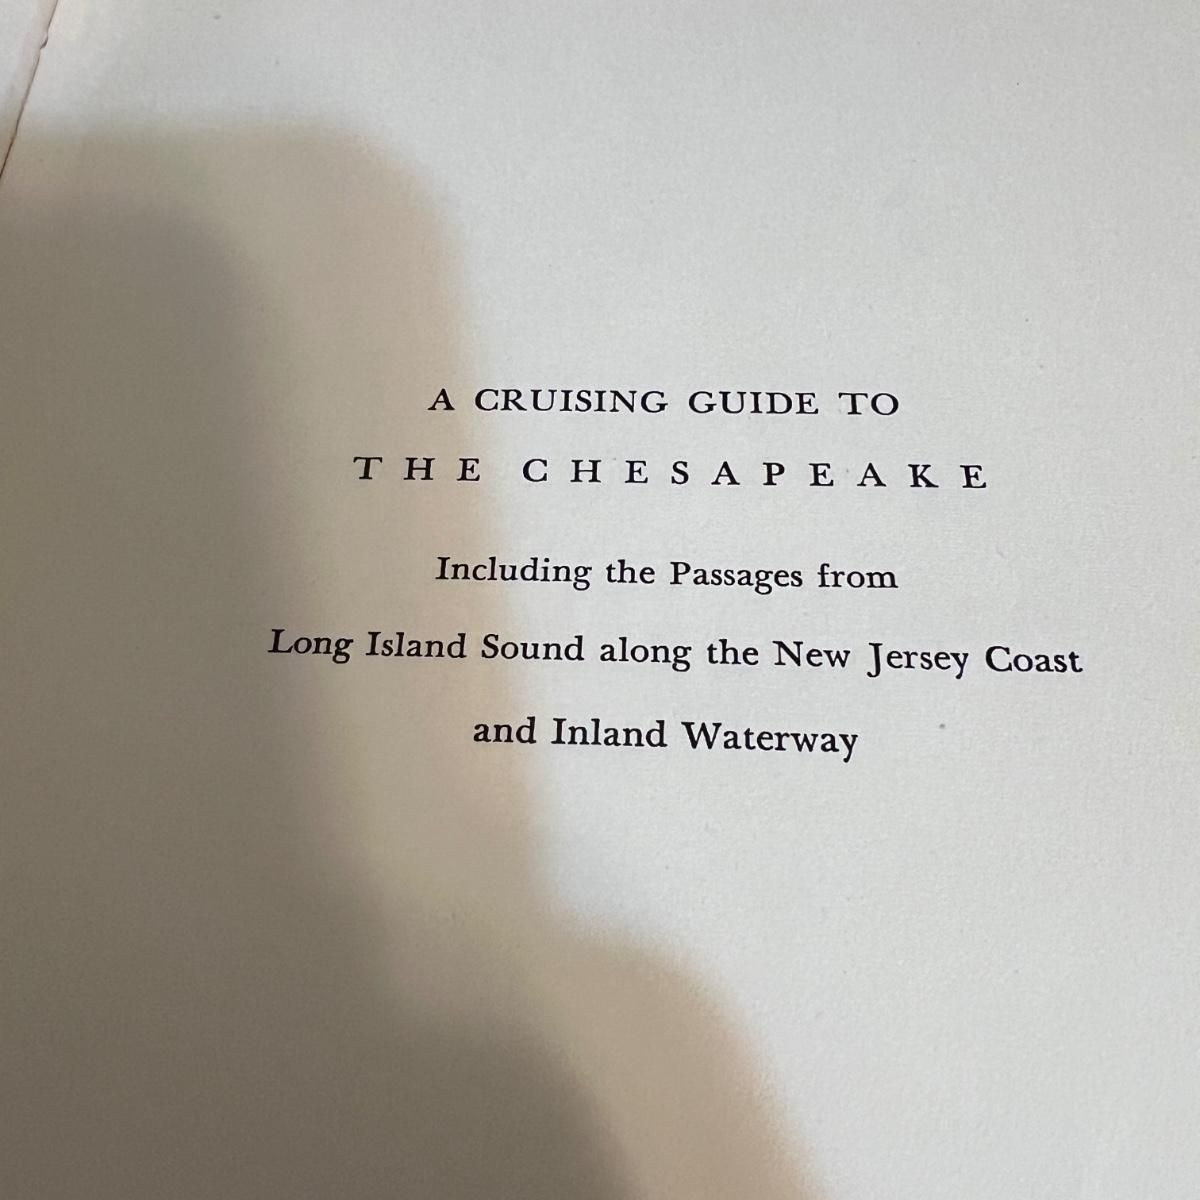 A CRUISING GUIDE TO
THE CHESAPEAKE
Including the Passages from
Long Island Sound along the New Jersey Coast
and Inland Waterway